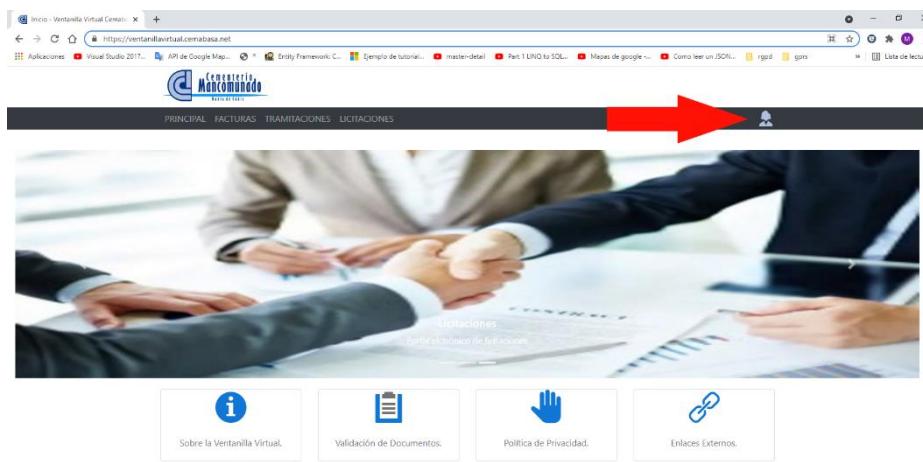 Inicio - Ventanilla Virtual Cemab
https://ventanillavirtual.cemabasa.net
Aplicaciones Visual Studio 2017... API de Google Map... Entity Framework C... Ejemplo de tutorial... master-detail Part 1 LINQ to SQL... Mapas de google -... Como leer un JSON... rgpd gprs » Lista de lectu
Cementerio
Mancomunado
Bahía de Cádiz
PRINCIPAL FACTURAS TRAMITACIONES LICITACIONES
CONTRACT
Licitaciones
Portal electrónico de licitaciones
Sobre la Ventanilla Virtual. Validación de Documentos. Política de Privacidad. Enlaces Externos.